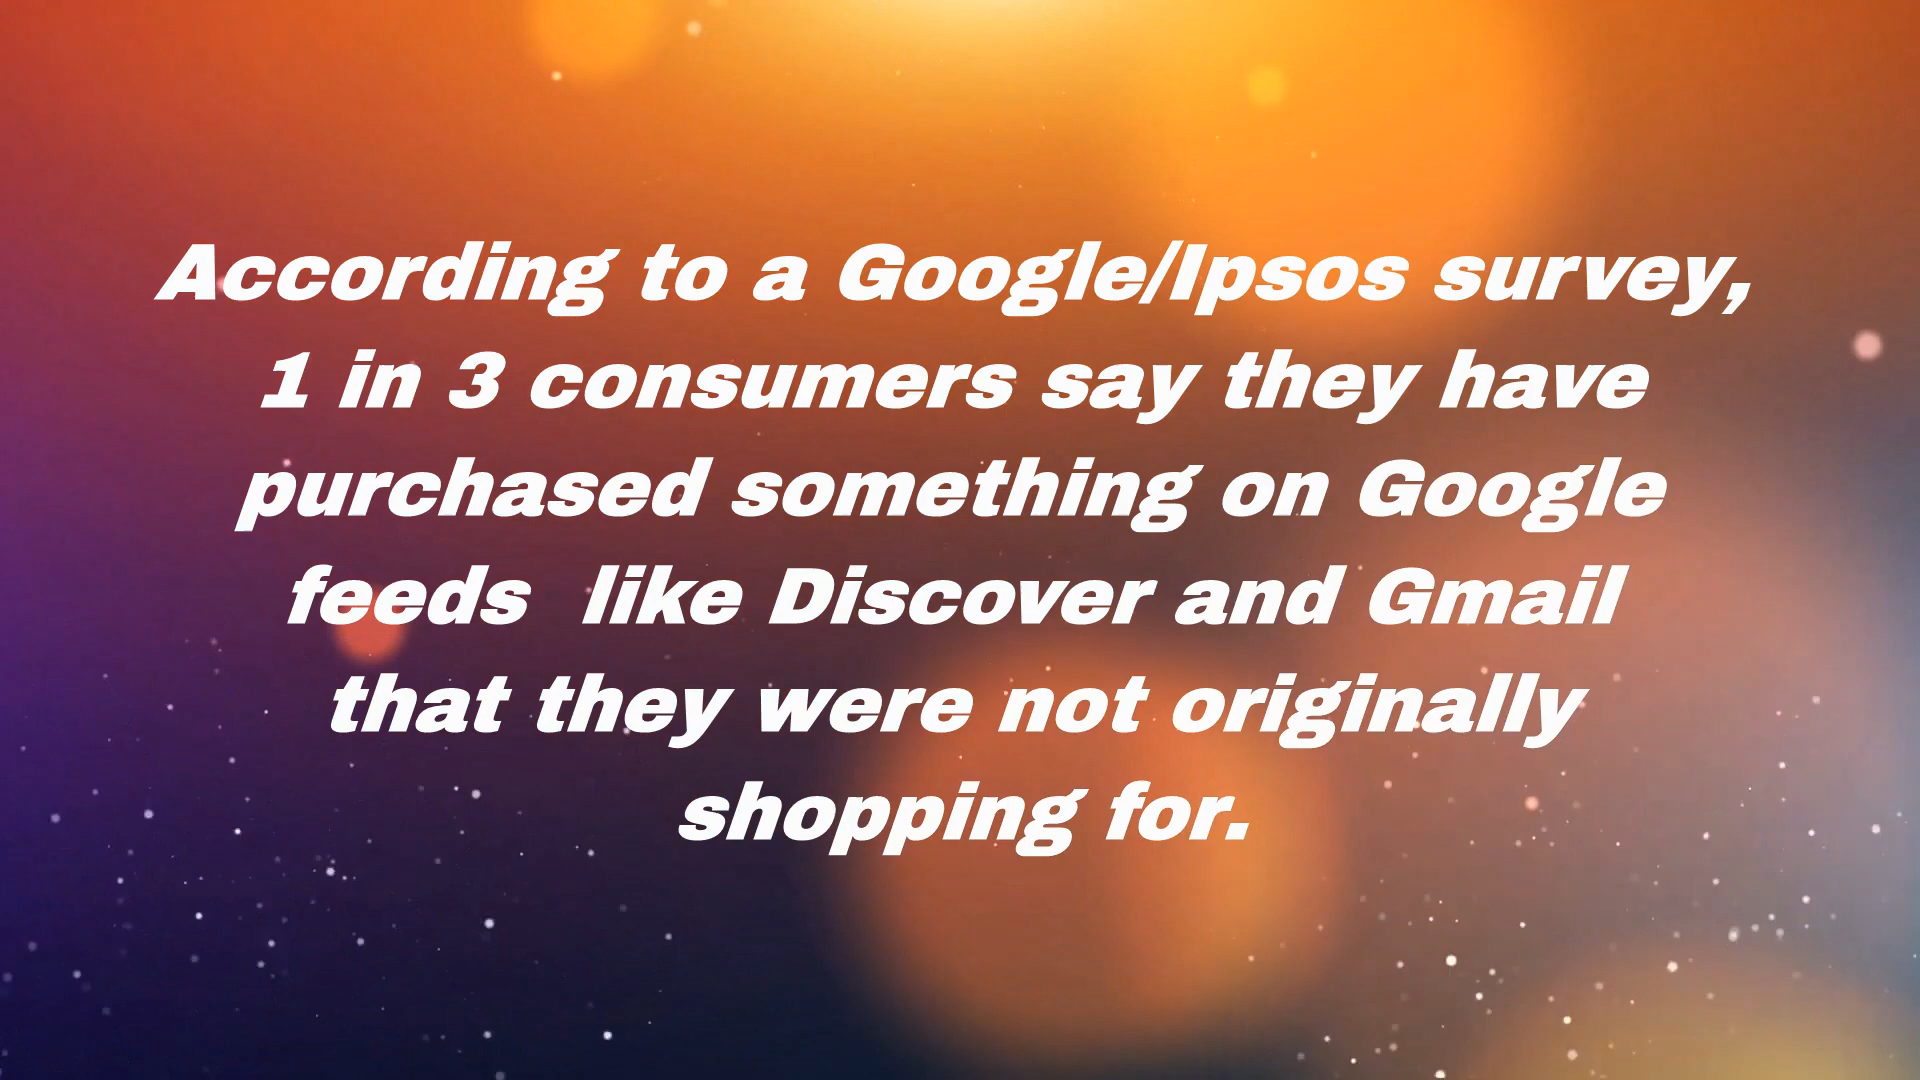 According to a Google/Ipsos survey,
1 in 3 consumers say they have
purchased something on Google
feeds  like Discover and Gmail
that they were not originally
shopping for.